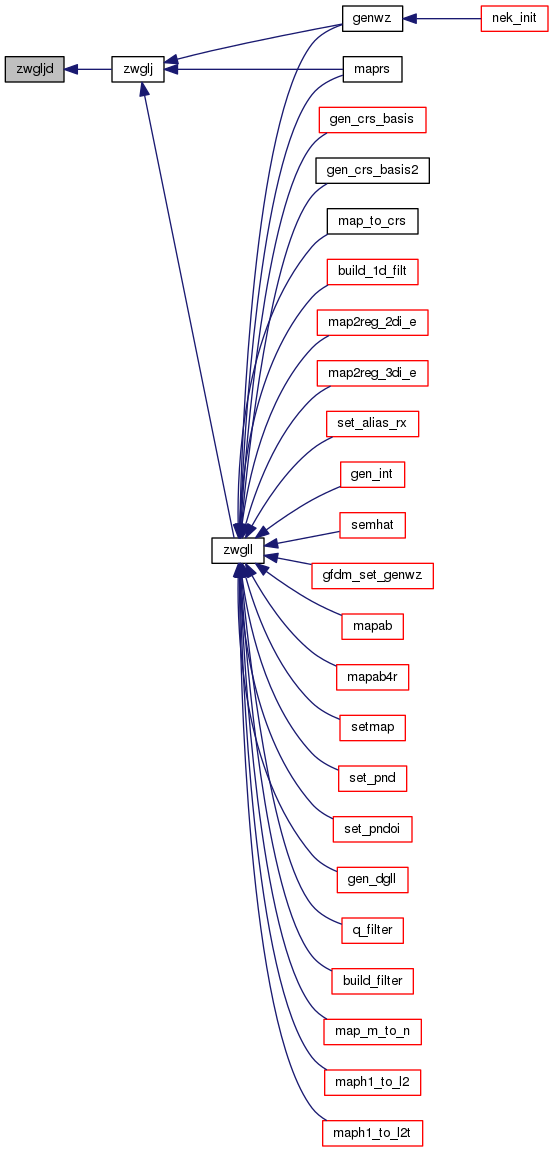 genwz
nek_init
zwgljd
zwglj
maprs
gen_crs_basis
gen_crs_basis2
map_to_crs
build_1d_filt
map2reg_2di_e
map2reg_3di_e
set_alias_rx
gen_int
semhat
zwgll
gfdm_set_genwz
mapab
mapab4r
setmap
set_pnd
set_pndoi
gen_dgll
q_filter
build_filter
map_m_to_n
maph1_to_l2
maph1_to_l2t